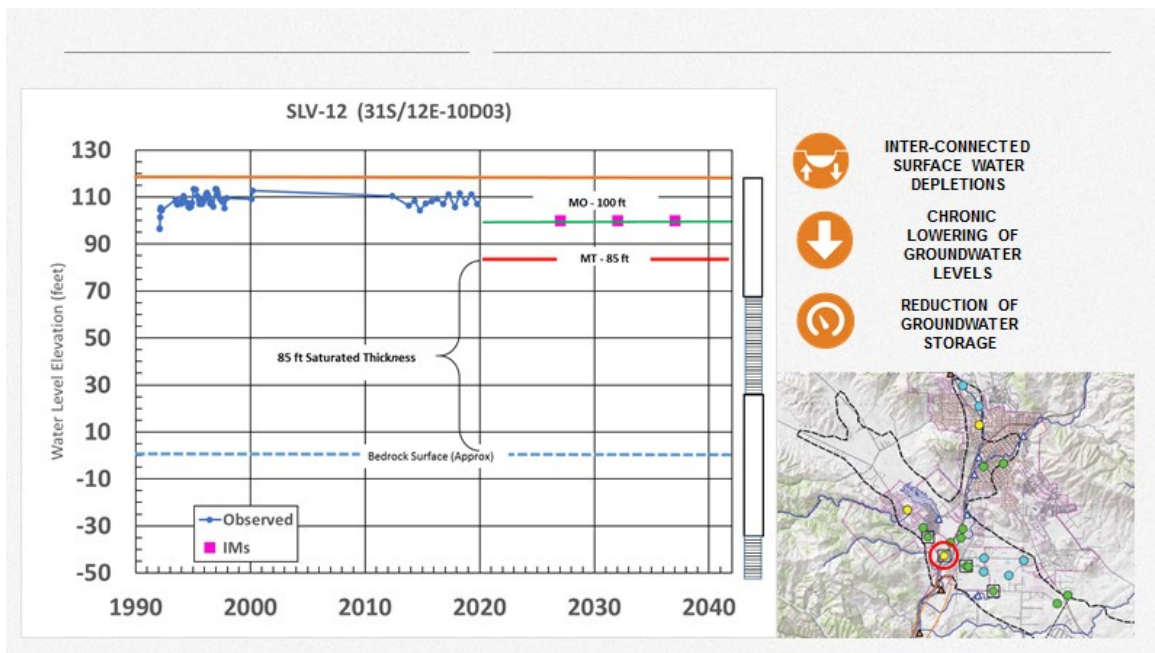 SLV-12 (31S/12E-10D03)
Water Level Elevation (feet)
130
110
90
70
50
30
10
-10
-30
-50
1990
2000
2010
2020
2030
2040
MO - 100 ft
MT - 85 ft
85 ft Saturated Thickness
Bedrock Surface (Approx)
Observed
IMs
INTER-CONNECTED
SURFACE WATER
DEPLETIONS
CHRONIC
LOWERING OF
GROUNDWATER
LEVELS
REDUCTION OF
GROUNDWATER
STORAGE